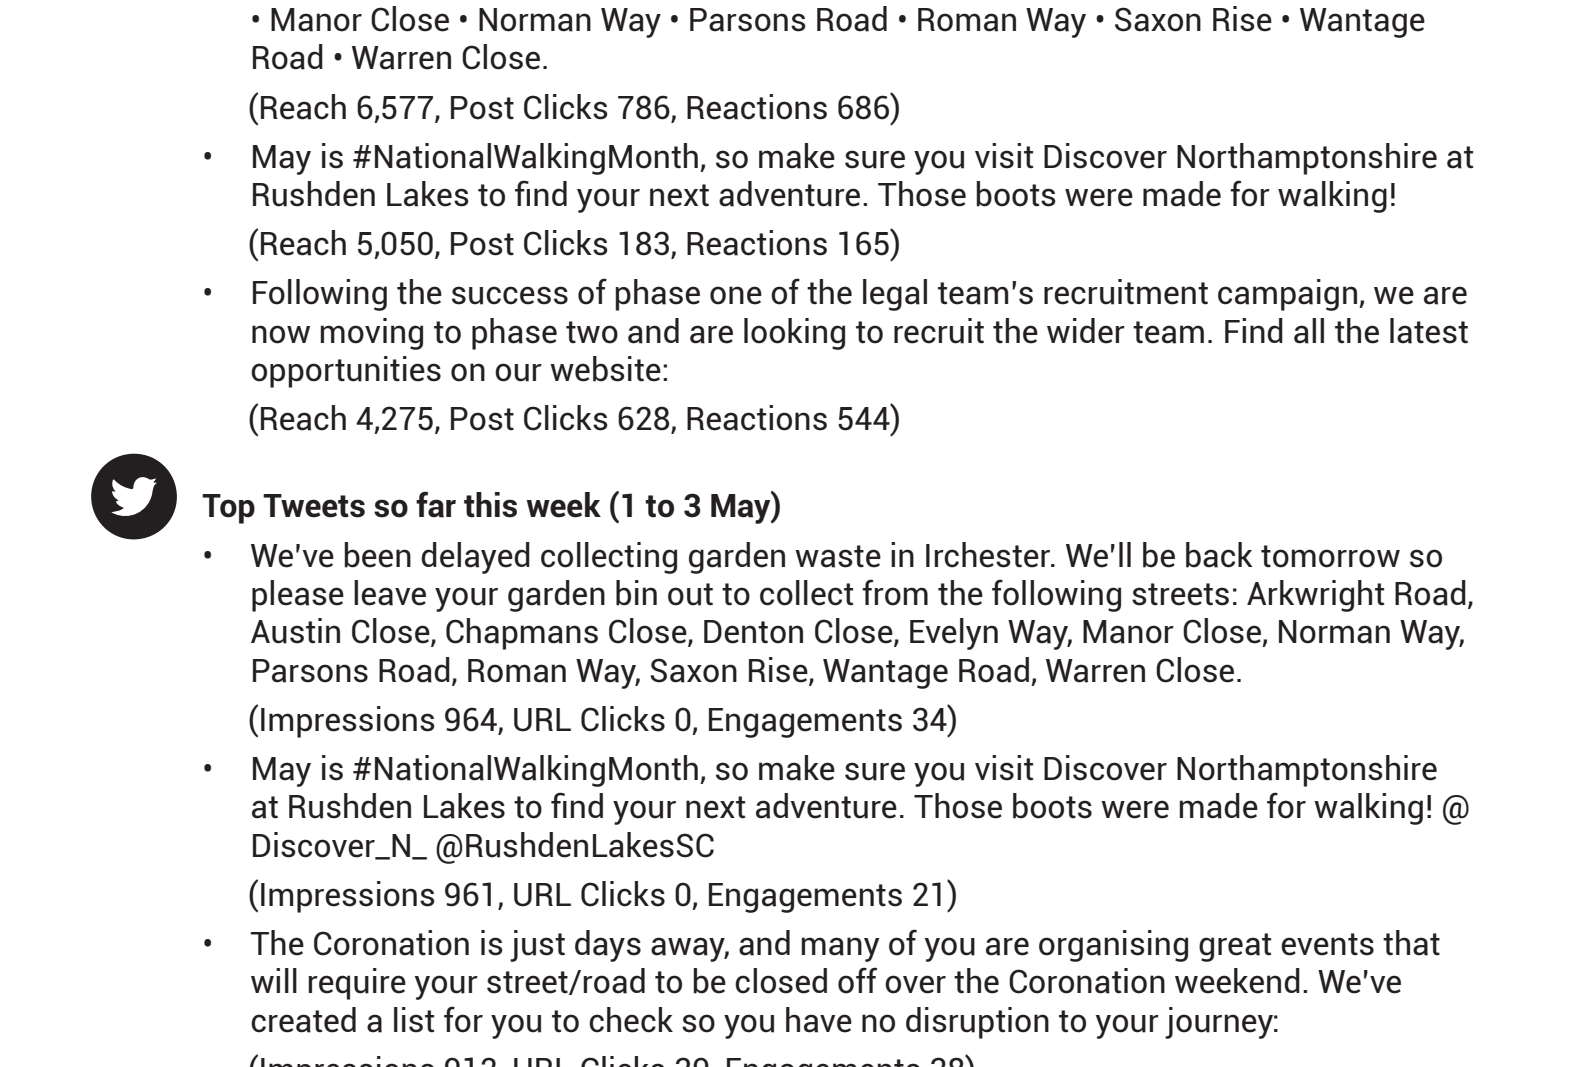 • Manor Close • Norman Way • Parsons Road • Roman Way • Saxon Rise • Wantage
Road • Warren Close.
(Reach 6,577, Post Clicks 786, Reactions 686)
• May is #NationalWalkingMonth, so make sure you visit Discover Northamptonshire at
Rushden Lakes to find your next adventure. Those boots were made for walking!
(Reach 5,050, Post Clicks 183, Reactions 165)
• Following the success of phase one of the legal team's recruitment campaign, we are
now moving to phase two and are looking to recruit the wider team. Find all the latest
opportunities on our website:
(Reach 4,275, Post Clicks 628, Reactions 544)
Top Tweets so far this week (1 to 3 May)
• We've been delayed collecting garden waste in Irchester. We'll be back tomorrow so
please leave your garden bin out to collect from the following streets: Arkwright Road,
Austin Close, Chapmans Close, Denton Close, Evelyn Way, Manor Close, Norman Way,
Parsons Road, Roman Way, Saxon Rise, Wantage Road, Warren Close.
(Impressions 964, URL Clicks 0, Engagements 34)
• May is #NationalWalkingMonth, so make sure you visit Discover Northamptonshire
at Rushden Lakes to find your next adventure. Those boots were made for walking! @
Discover_N_ @RushdenLakesSC
(Impressions 961, URL Clicks 0, Engagements 21)
• The Coronation is just days away, and many of you are organising great events that
will require your street/road to be closed off over the Coronation weekend. We've
created a list for you to check so you have no disruption to your journey:
(Impressions URL Clicks Engagements